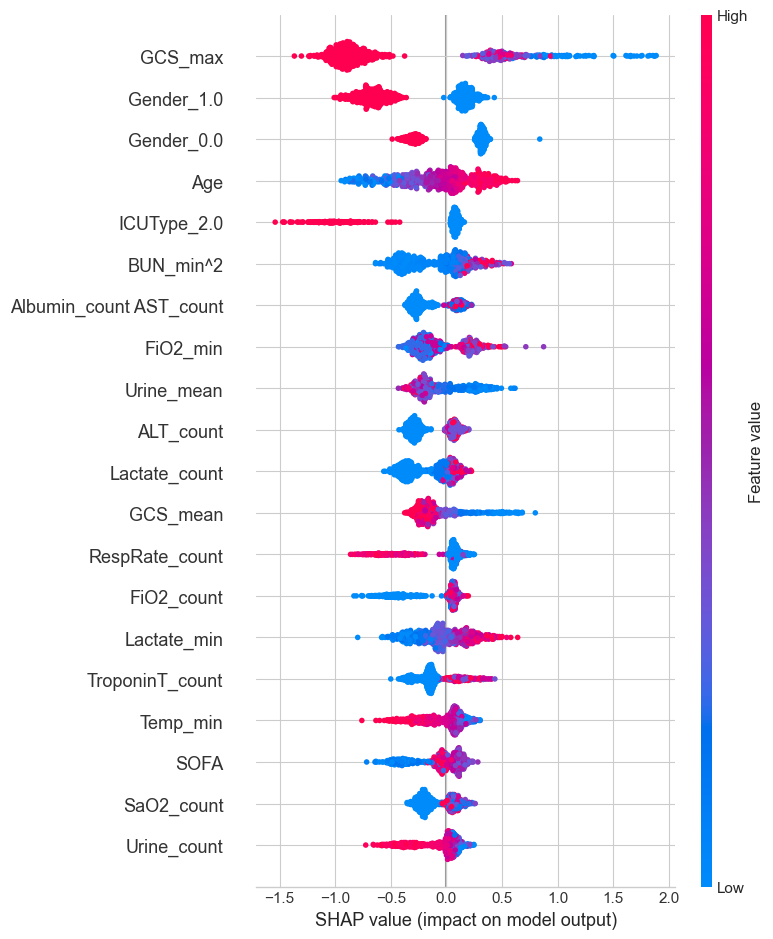 High
GCS_max
Gender_1.0
Gender_0.0
Age
ICUType_2.0
BUN_min^2
Albumin_count AST_count
FiO2_min
Urine_mean
ALT_count
Lactate_count
GCS_mean
RespRate_count
FiO2_count
Lactate_min
TroponinT_count
Temp_min
SOFA
SaO2_count
Urine_count
Feature value
Low
−1.5 −1.0 −0.5 0.0 0.5 1.0 1.5 2.0
SHAP value (impact on model output)